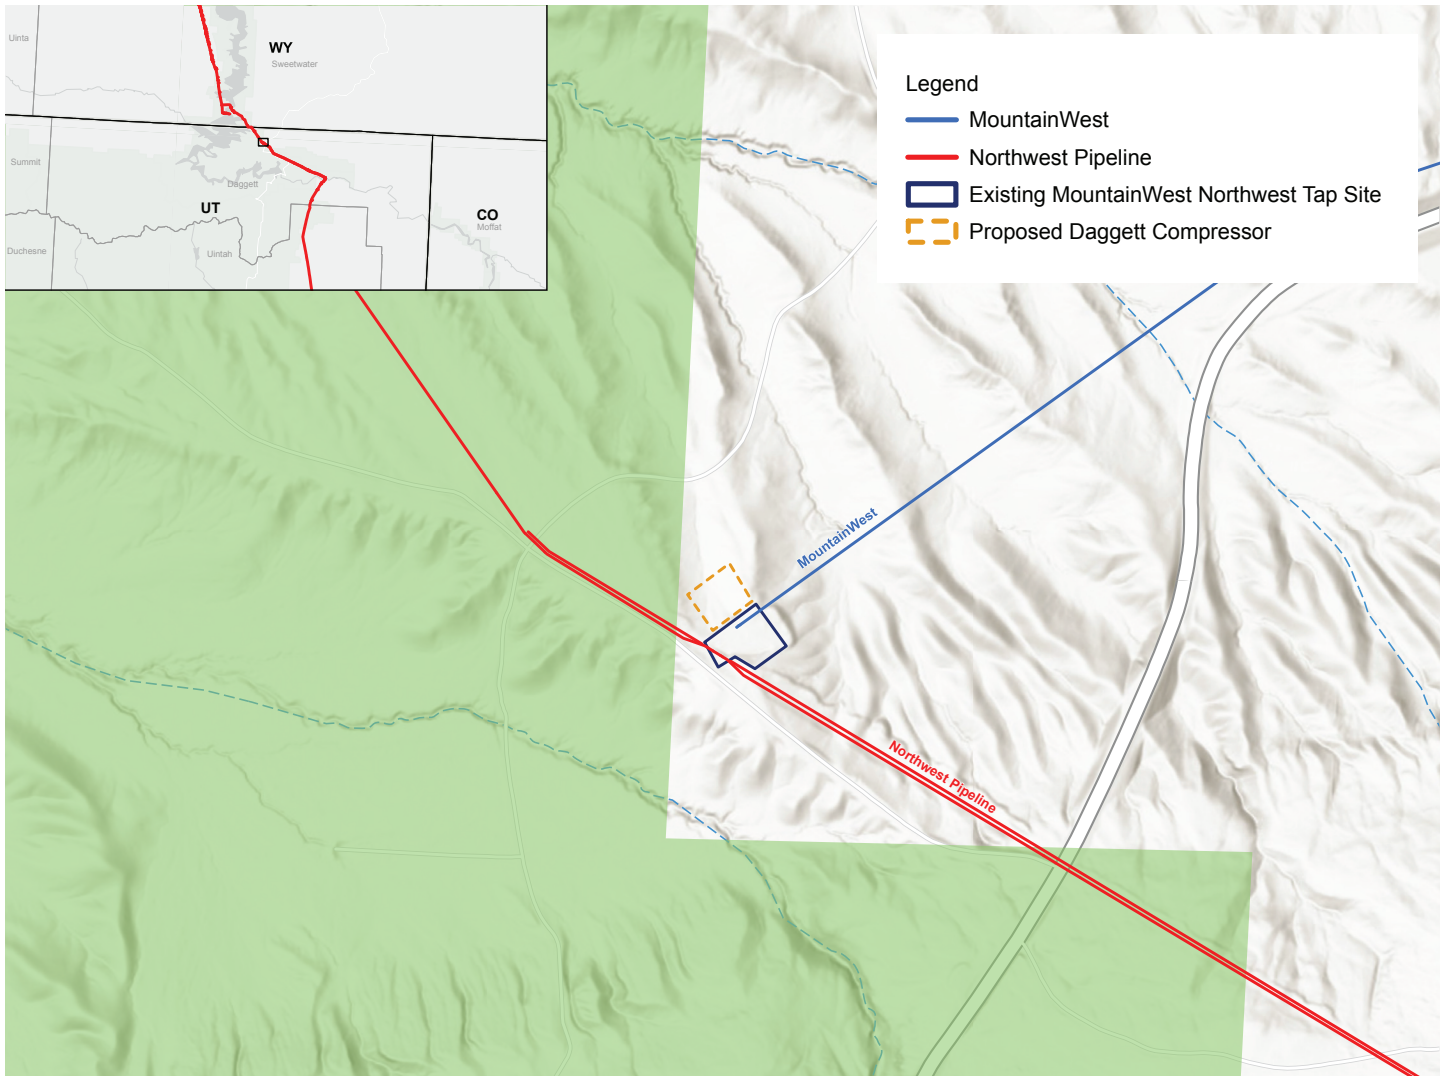 Uinta
WY
Sweetwater
Summit
Daggett
UT
CO
Moffat
Duchesne
Uintah
Legend
MountainWest
Northwest Pipeline
Existing MountainWest Northwest Tap Site
Proposed Daggett Compressor
MountainWest
Northwest Pipeline